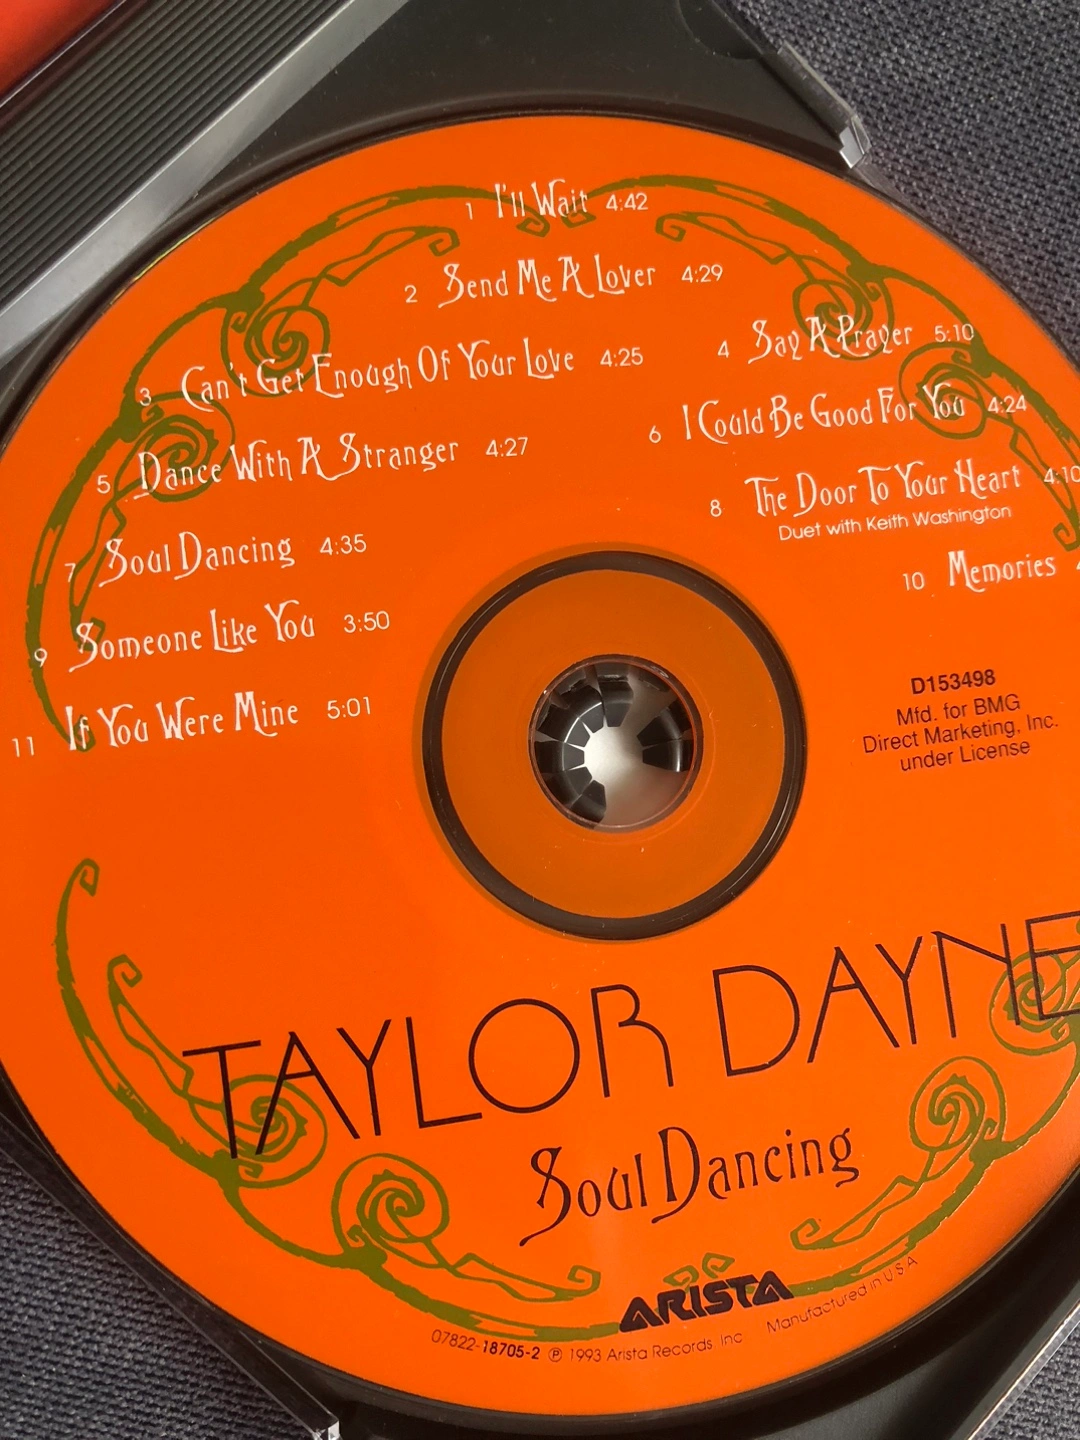 1 I'll Wait 4:42
2 Send Me A Lover 4:29
3 Can't Get Enough Of Your Love 4:25
4 Say A Prayer 5:10
5 Dance With A Stranger 4:27
6 I Could Be Good For You 4:24
7 Soul Dancing 4:35
8 The Door To Your Heart 4:10
Duet with Keith Washington
9 Someone Like You 3:50
10 Memories
11 If You Were Mine 5:01
D153498
Mfd. for BMG
Direct Marketing, Inc.
under License
TAYLOR DAYNE
Soul Dancing
ARISTA
07822-18705-2 ℗ 1993 Arista Records Inc Manufactured in U.S.A